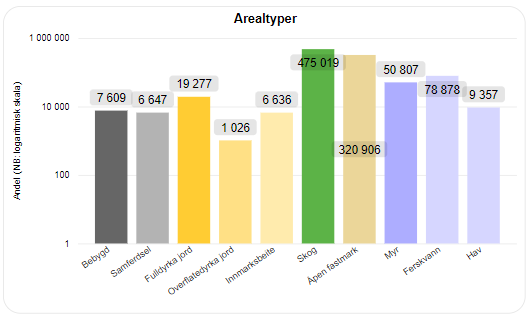 Arealtyper
Andel (NB: logaritmisk skala)
1 000 000
10 000
100
1
7 609
6 647
19 277
1 026
6 636
475 019
320 906
50 807
78 878
9 357
Bebygd
Samferdsel
Fulldyrka jord
Overflatedyrka jord
Innmarksbeite
Skog
Åpen fastmark
Myr
Ferskvann
Hav